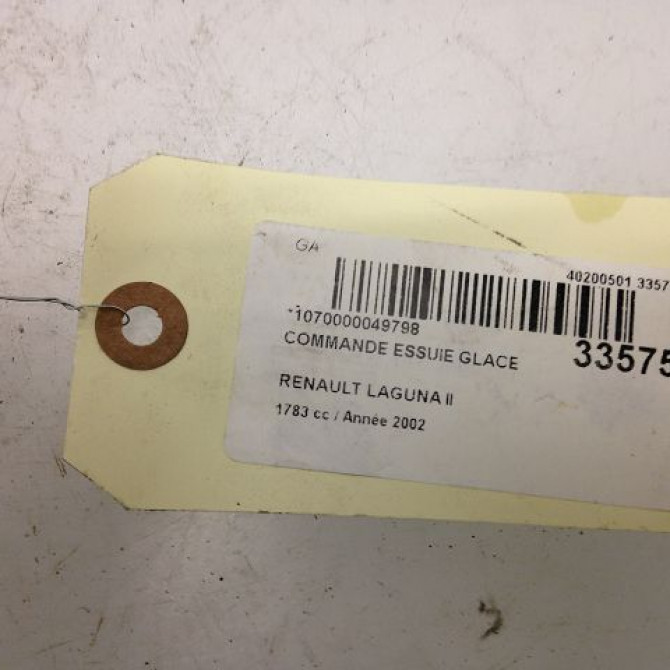 GA
40200501 3357
*1070000049798
COMMANDE ESSUIE GLACE
33575
RENAULT LAGUNA II
1783 cc / Année 2002